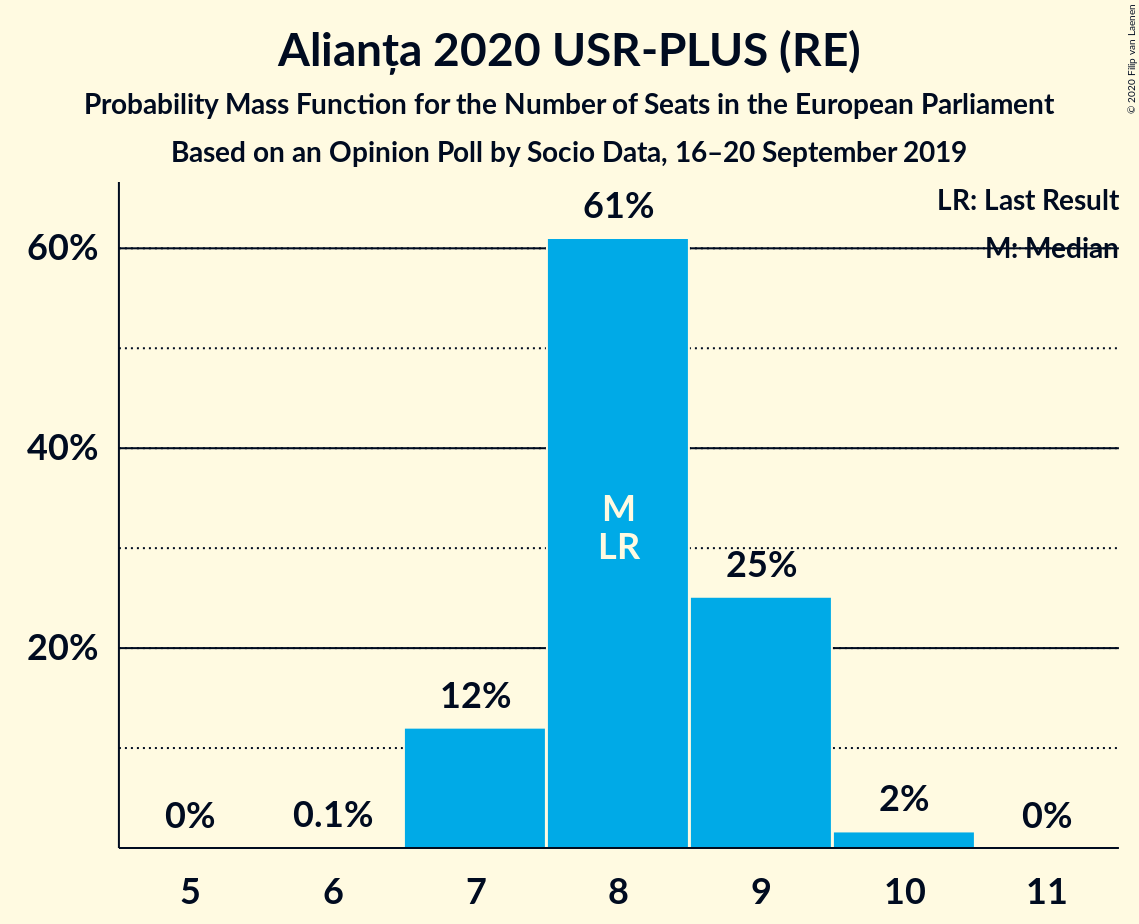 Alianța 2020 USR-PLUS (RE)
Probability Mass Function for the Number of Seats in the European Parliament
Based on an Opinion Poll by Socio Data, 16–20 September 2019
© 2020 Filip van Laenen
LR: Last Result
M: Median
60%
40%
20%
0%
0.1%
12%
61%
M
LR
25%
2%
0%
5
6
7
8
9
10
11